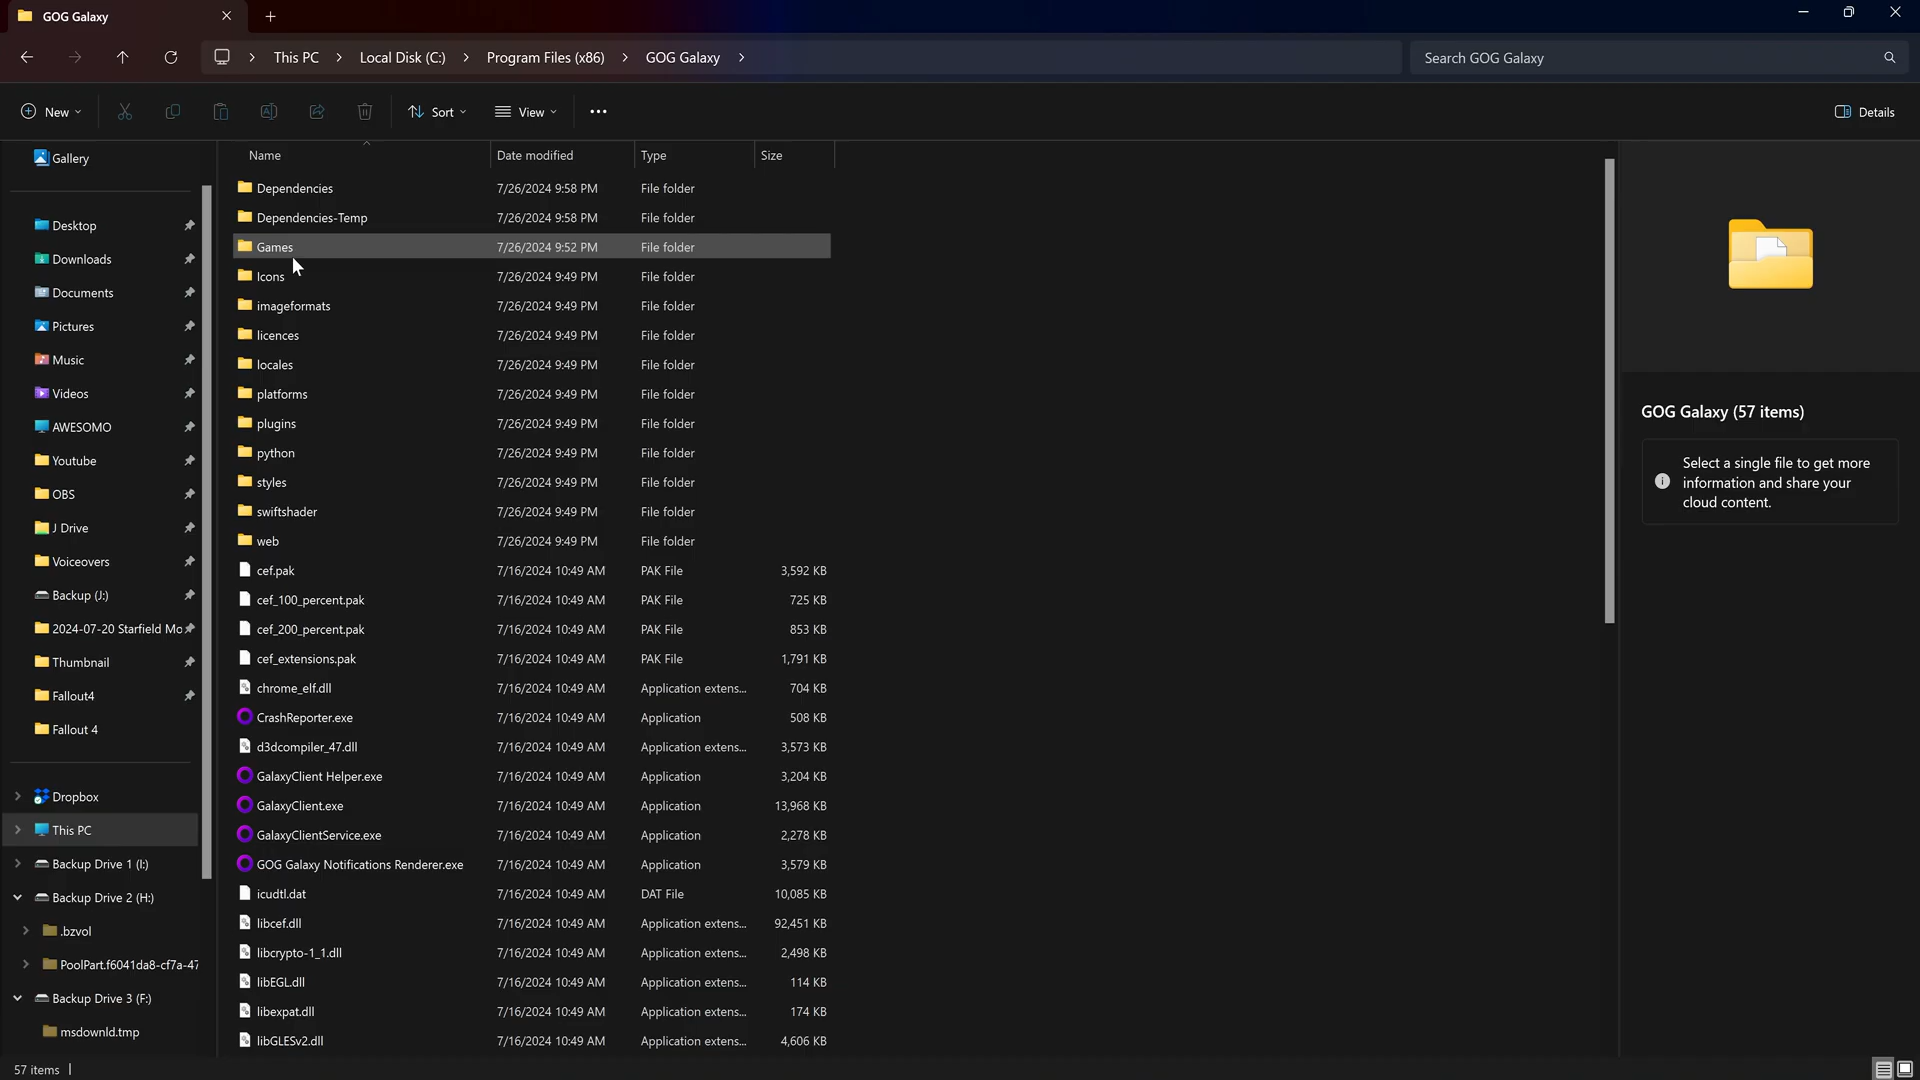 GOG Galaxy
This PC > Local Disk (C:) > Program Files (x86) > GOG Galaxy >
Search GOG Galaxy
New
Sort
View
Details
Gallery
Desktop
Downloads
Documents
Pictures
Music
Videos
AWESOMO
Youtube
OBS
J Drive
Voiceovers
Backup (J:)
2024-07-20 Starfield Mo
Thumbnail
Fallout4
Fallout 4
Dropbox
This PC
Backup Drive 1 (I:)
Backup Drive 2 (H:)
.bzvol
PoolPart.f6041da8-cf7a-47
Backup Drive 3 (F:)
msdownld.tmp
Name Date modified Type Size
Dependencies 7/26/2024 9:58 PM File folder
Dependencies-Temp 7/26/2024 9:58 PM File folder
Games 7/26/2024 9:52 PM File folder
Icons 7/26/2024 9:49 PM File folder
imageformats 7/26/2024 9:49 PM File folder
licences 7/26/2024 9:49 PM File folder
locales 7/26/2024 9:49 PM File folder
platforms 7/26/2024 9:49 PM File folder
plugins 7/26/2024 9:49 PM File folder
python 7/26/2024 9:49 PM File folder
styles 7/26/2024 9:49 PM File folder
swiftshader 7/26/2024 9:49 PM File folder
web 7/26/2024 9:49 PM File folder
cef.pak 7/16/2024 10:49 AM PAK File 3,592 KB
cef_100_percent.pak 7/16/2024 10:49 AM PAK File 725 KB
cef_200_percent.pak 7/16/2024 10:49 AM PAK File 853 KB
cef_extensions.pak 7/16/2024 10:49 AM PAK File 1,791 KB
chrome_elf.dll 7/16/2024 10:49 AM Application extens... 704 KB
CrashReporter.exe 7/16/2024 10:49 AM Application 508 KB
d3dcompiler_47.dll 7/16/2024 10:49 AM Application extens... 3,573 KB
GalaxyClient Helper.exe 7/16/2024 10:49 AM Application 3,204 KB
GalaxyClient.exe 7/16/2024 10:49 AM Application 13,968 KB
GalaxyClientService.exe 7/16/2024 10:49 AM Application 2,278 KB
GOG Galaxy Notifications Renderer.exe 7/16/2024 10:49 AM Application 3,579 KB
icudtl.dat 7/16/2024 10:49 AM DAT File 10,085 KB
libcef.dll 7/16/2024 10:49 AM Application extens... 92,451 KB
libcrypto-1_1.dll 7/16/2024 10:49 AM Application extens... 2,498 KB
libEGL.dll 7/16/2024 10:49 AM Application extens... 114 KB
libexpat.dll 7/16/2024 10:49 AM Application extens... 174 KB
libGLESv2.dll 7/16/2024 10:49 AM Application extens... 4,606 KB
GOG Galaxy (57 items)
Select a single file to get more
information and share your
cloud content.
57 items